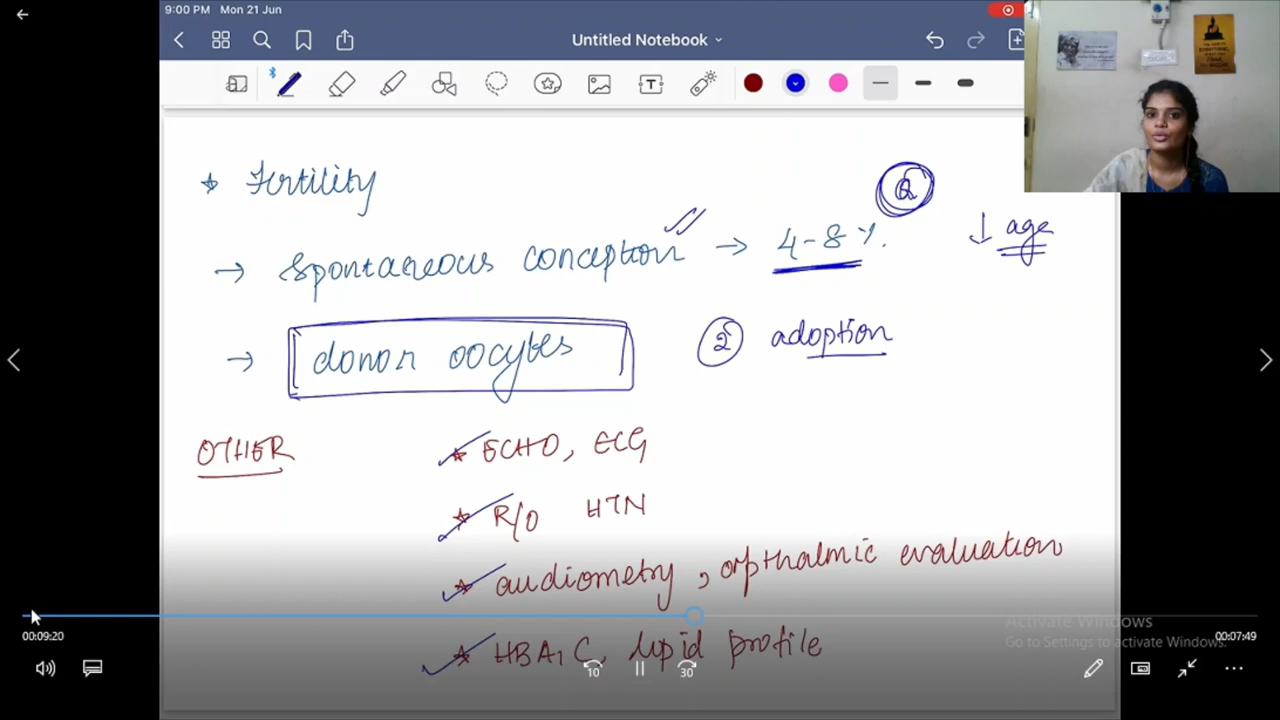 9:00 PM Mon 21 Jun
Untitled Notebook
T
* Fertility
→ spontaneous conception → 4-8%.
↓ age
→ donor oocytes
2 adoption
OTHER
* ECHO, ECG
* R/O HTN
* audiometry, orpthalmic evaluation
* HBA1C, lipid profile
Activate Windows
Go to Settings to activate Windows.
00:09:20
00:07:49
10
30